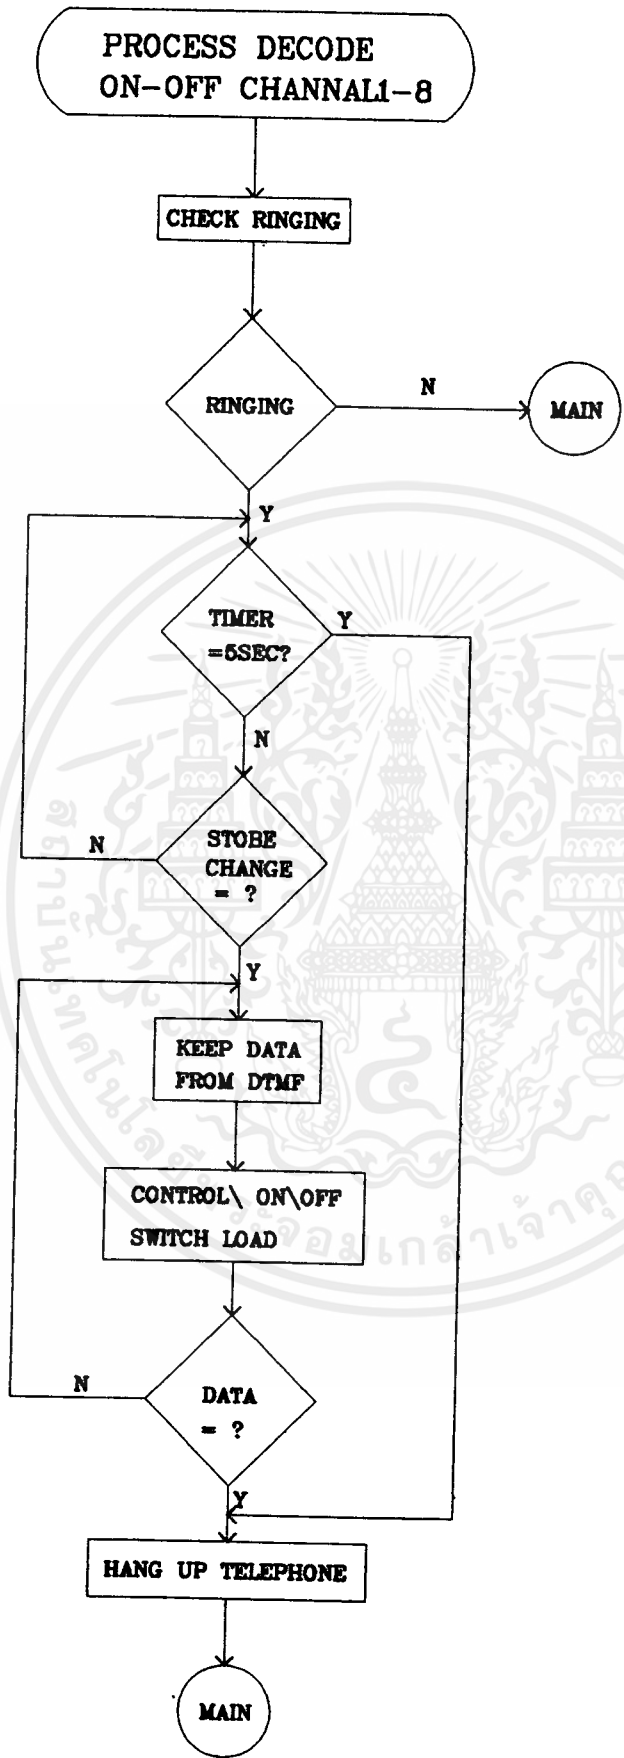 PROCESS DECODE
ON-OFF CHANNAL1-8
CHECK RINGING
RINGING
N
MAIN
Y
TIMER
=5SEC?
Y
N
STOBE
CHANGE
= ?
N
Y
KEEP DATA
FROM DTMF
CONTROL\ ON\OFF
SWITCH LOAD
DATA
= ?
N
Y
HANG UP TELEPHONE
MAIN